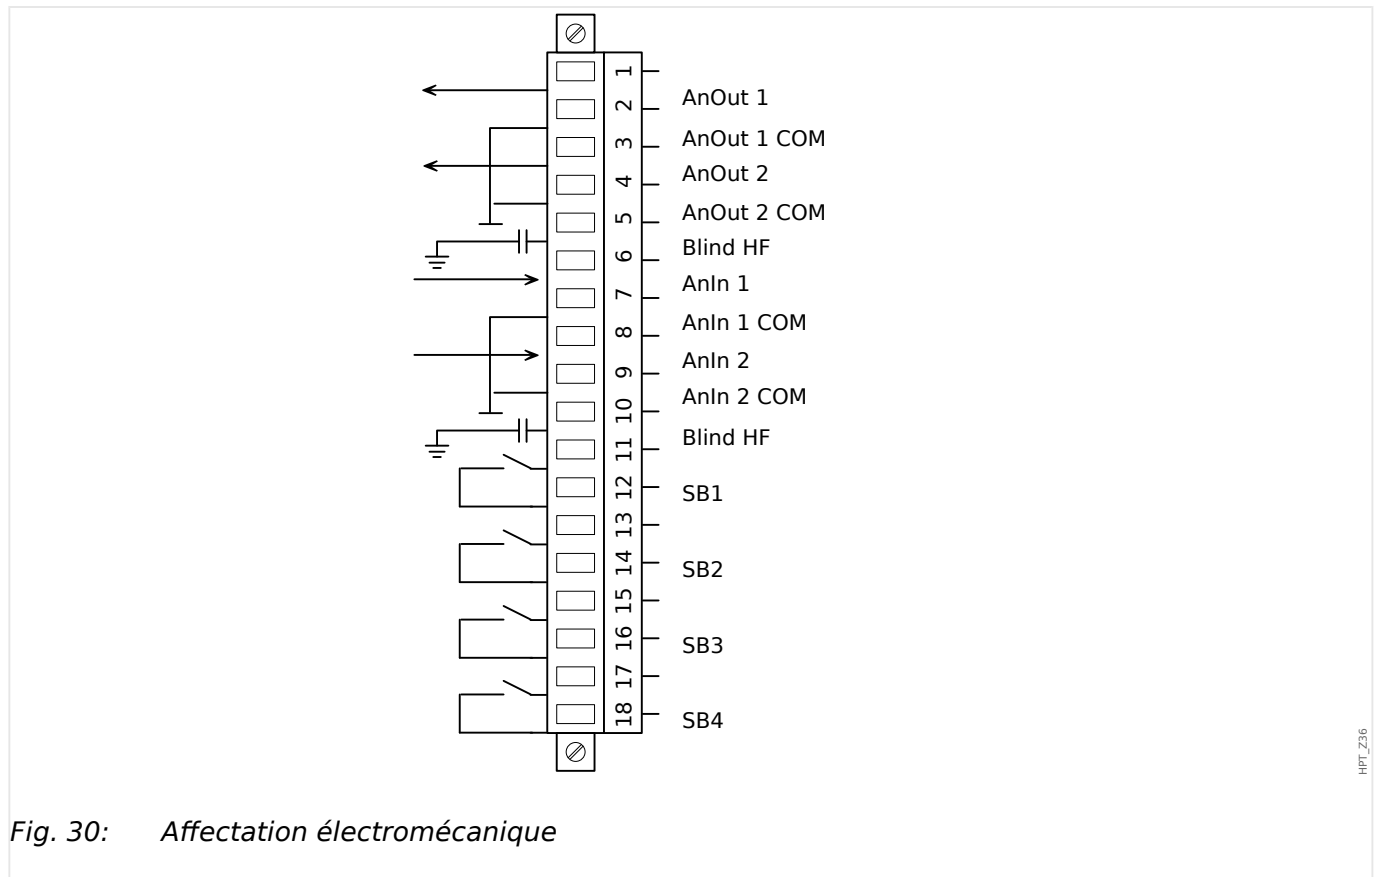 1
AnOut 1
2
AnOut 1 COM
3
AnOut 2
4
AnOut 2 COM
5
Blind HF
6
AnIn 1
7
AnIn 1 COM
8
AnIn 2
9
AnIn 2 COM
10
Blind HF
11
12
SB1
13
14
SB2
15
16
SB3
17
18
SB4
HPT_Z36
Fig. 30: Affectation électromécanique